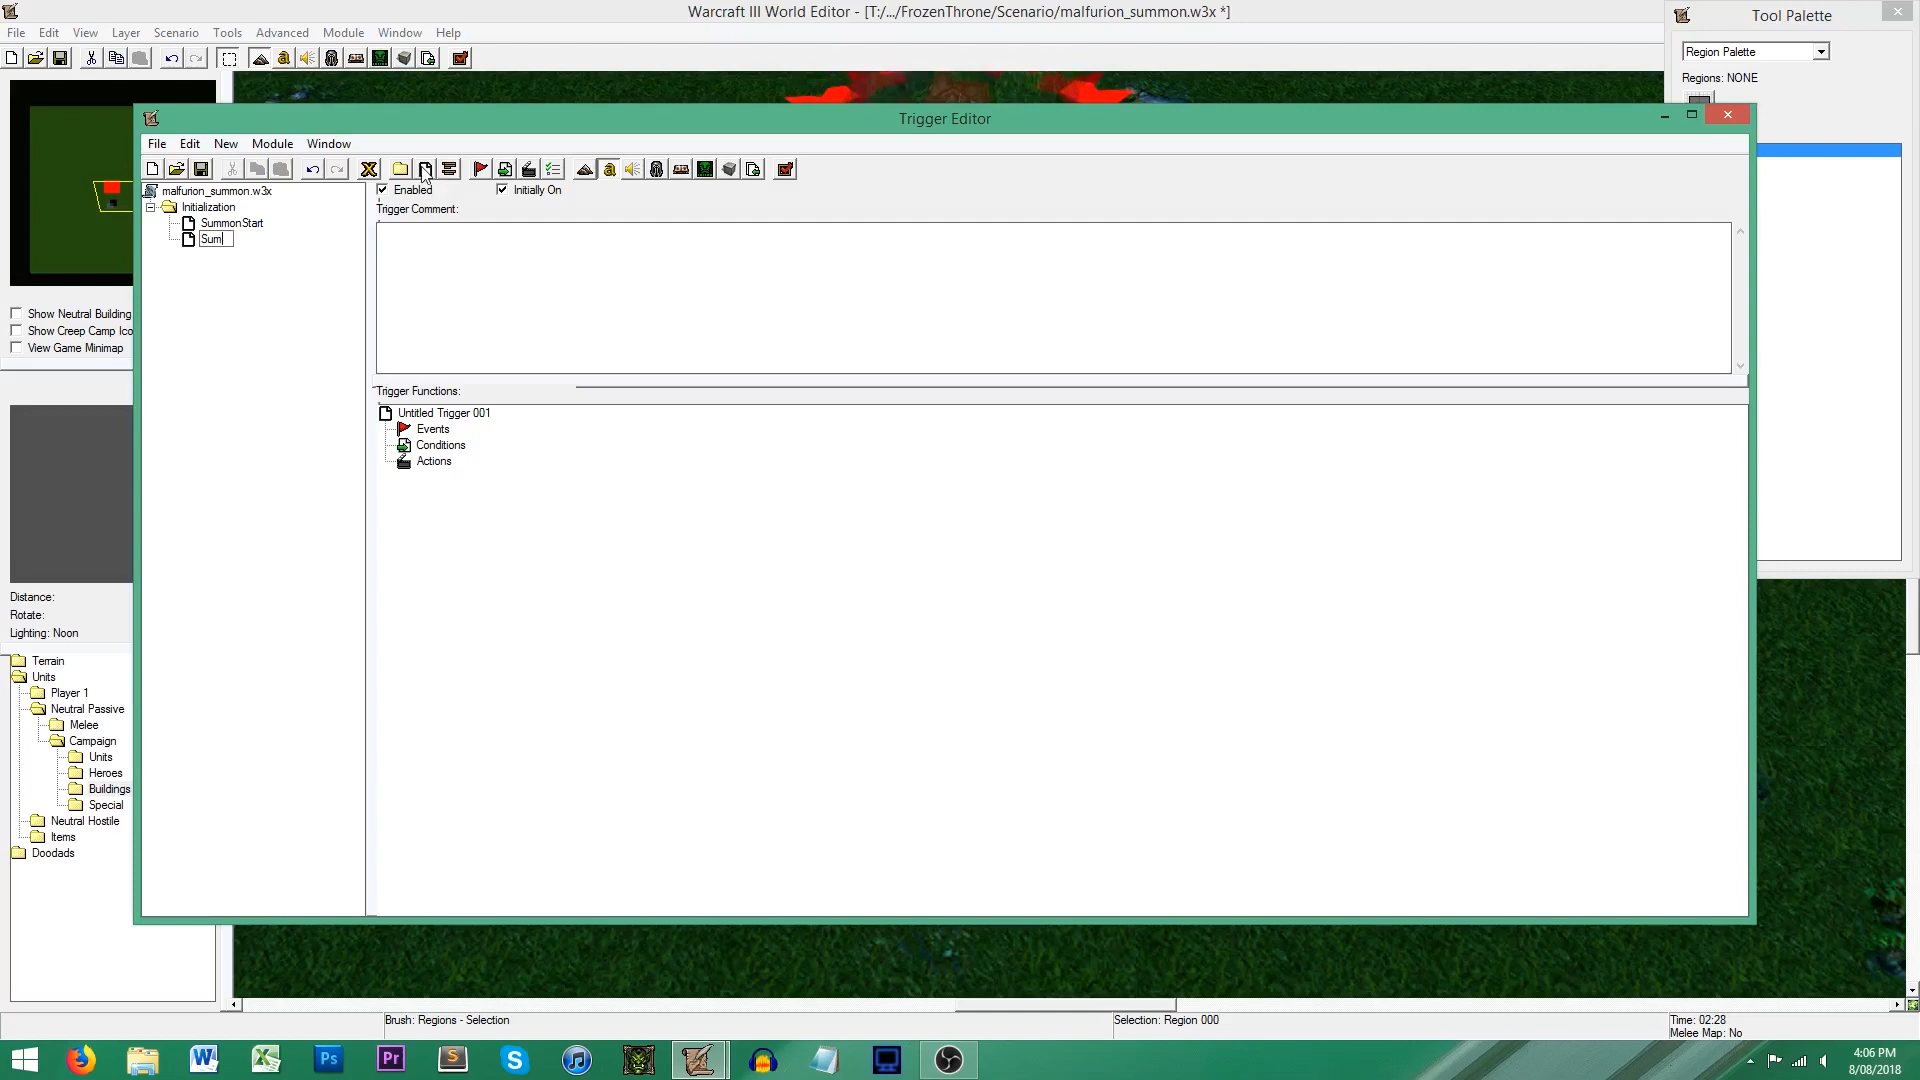 Warcraft III World Editor - [T:/.../FrozenThrone/Scenario/malfurion_summon.w3x *]
Tool Palette
File Edit View Layer Scenario Tools Advanced Module Window Help
Region Palette
Regions: NONE
Trigger Editor
File Edit New Module Window
malfurion_summon.w3x
Initialization
SummonStart
Sum
Enabled
Initially On
Trigger Comment:
Trigger Functions:
Untitled Trigger 001
Events
Conditions
Actions
Show Neutral Building
Show Creep Camp Ico
View Game Minimap
Distance:
Rotate:
Lighting: Noon
Terrain
Units
Player 1
Neutral Passive
Melee
Campaign
Units
Heroes
Buildings
Special
Neutral Hostile
Items
Doodads
Brush: Regions - Selection
Selection: Region 000
Time: 02:28
Melee Map: No
4:06 PM
8/08/2018